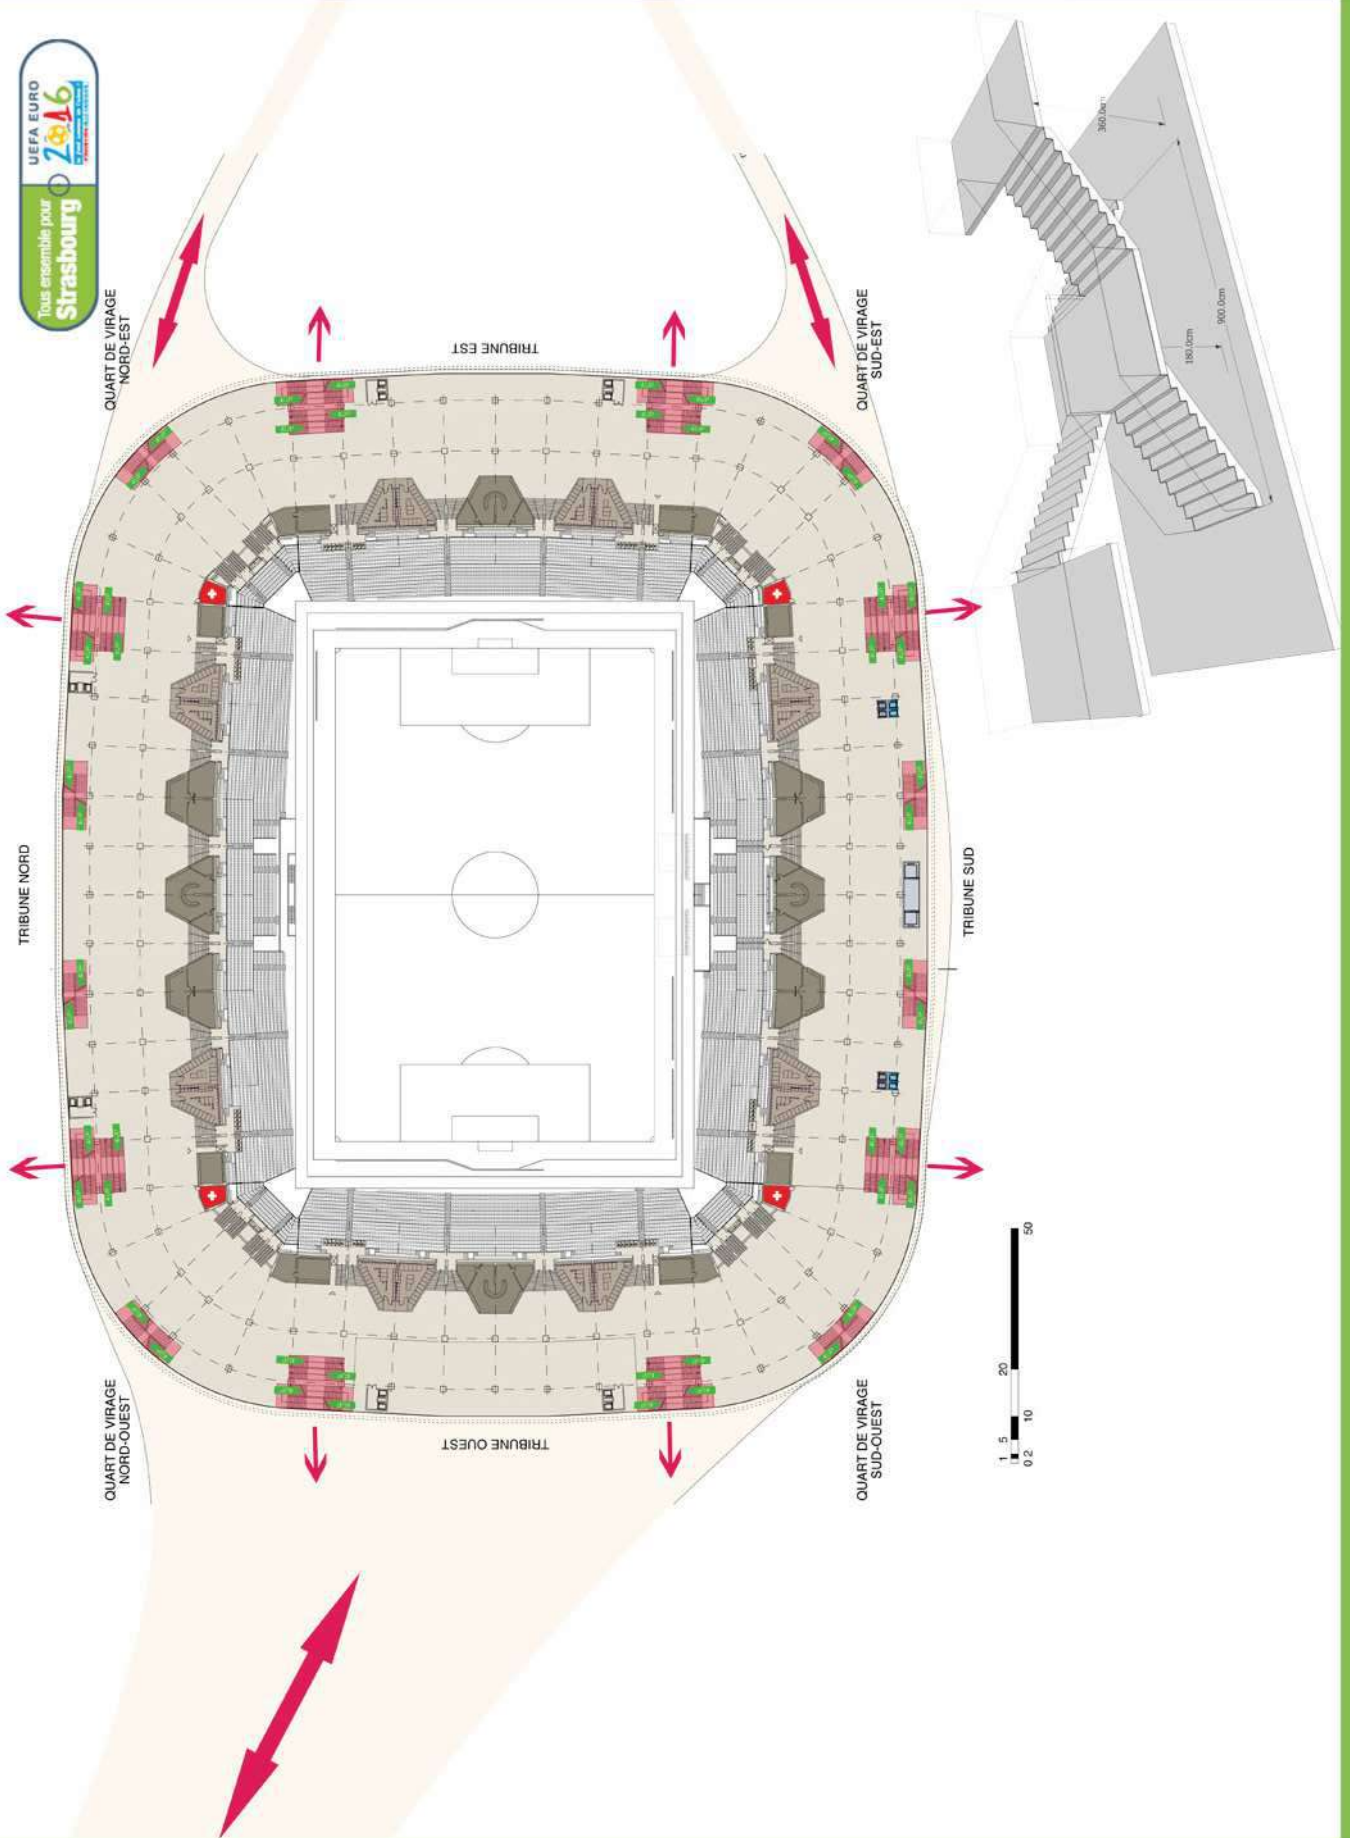 Tous ensemble pour
Strasbourg
UEFA EURO
2016
QUART DE VIRAGE
NORD-EST
TRIBUNE EST
QUART DE VIRAGE
SUD-EST
TRIBUNE NORD
TRIBUNE SUD
QUART DE VIRAGE
NORD-OUEST
TRIBUNE OUEST
QUART DE VIRAGE
SUD-OUEST
360.0cm
180.0cm
900.0cm
1 5 20
0 2 10 50